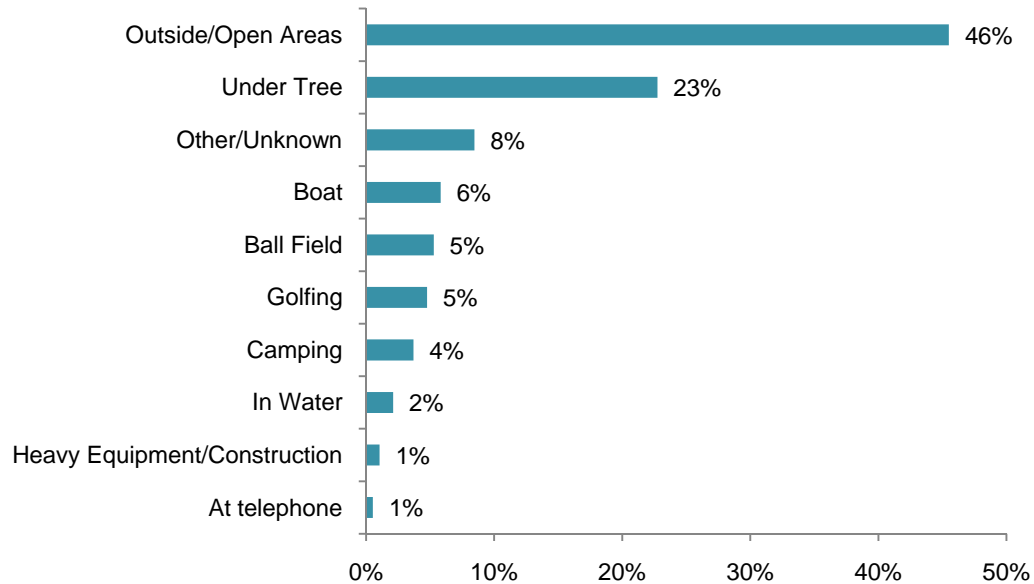 Outside/Open Areas 46%
Under Tree 23%
Other/Unknown 8%
Boat 6%
Ball Field 5%
Golfing 5%
Camping 4%
In Water 2%
Heavy Equipment/Construction 1%
At telephone 1%
0% 10% 20% 30% 40% 50%